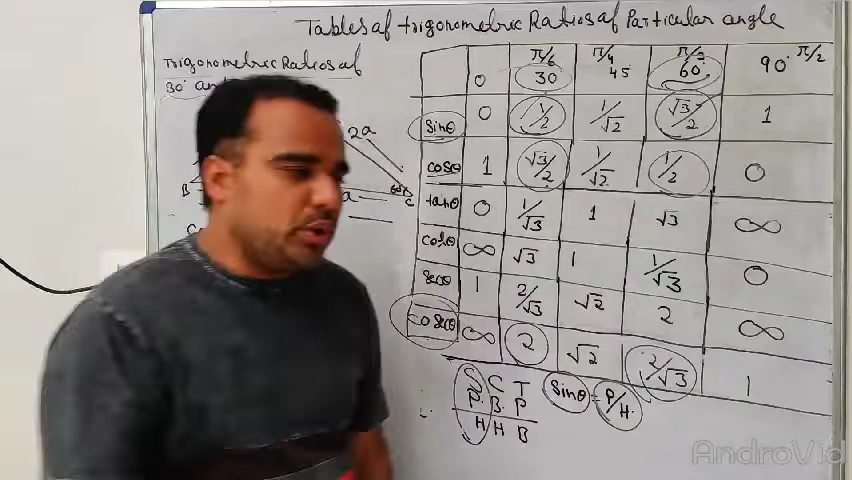 Tables of trigonometric Ratios of Particular angle
Trigonometric Ratios of
30° an
2a
B
a
60°
C
0 π/6 30 π/4 45 π/3 60 90° π/2
Sinθ 0 1/2 1/√2 √3/2 1
cosθ 1 √3/2 1/√2 1/2 0
tanθ 0 1/√3 1 √3 ∞
cotθ ∞ √3 1 1/√3 0
secθ 1 2/√3 √2 2 ∞
cosecθ ∞ 2 √2 2/√3 1
S C T Sinθ = P/H.
P. B. P
H H B
AndroVid